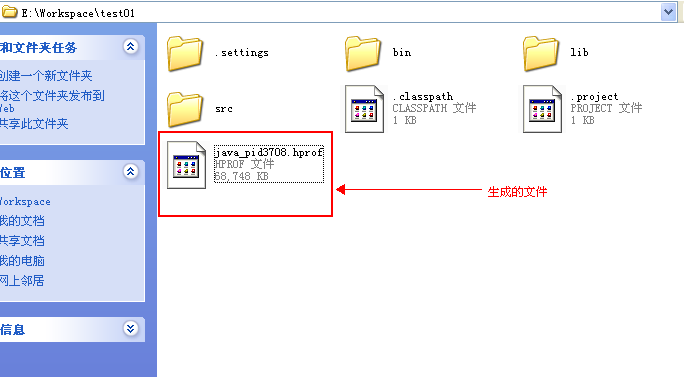 E:\Workspace\test01
和文件夹任务
创建一个新文件夹
将这个文件夹发布到
Web
共享此文件夹
位置
Workspace
我的文档
共享文档
我的电脑
网上邻居
信息
.settings
bin
lib
src
.classpath
CLASSPATH 文件
1 KB
.project
PROJECT 文件
1 KB
java_pid3708.hprof
HPROF 文件
68,748 KB
生成的文件